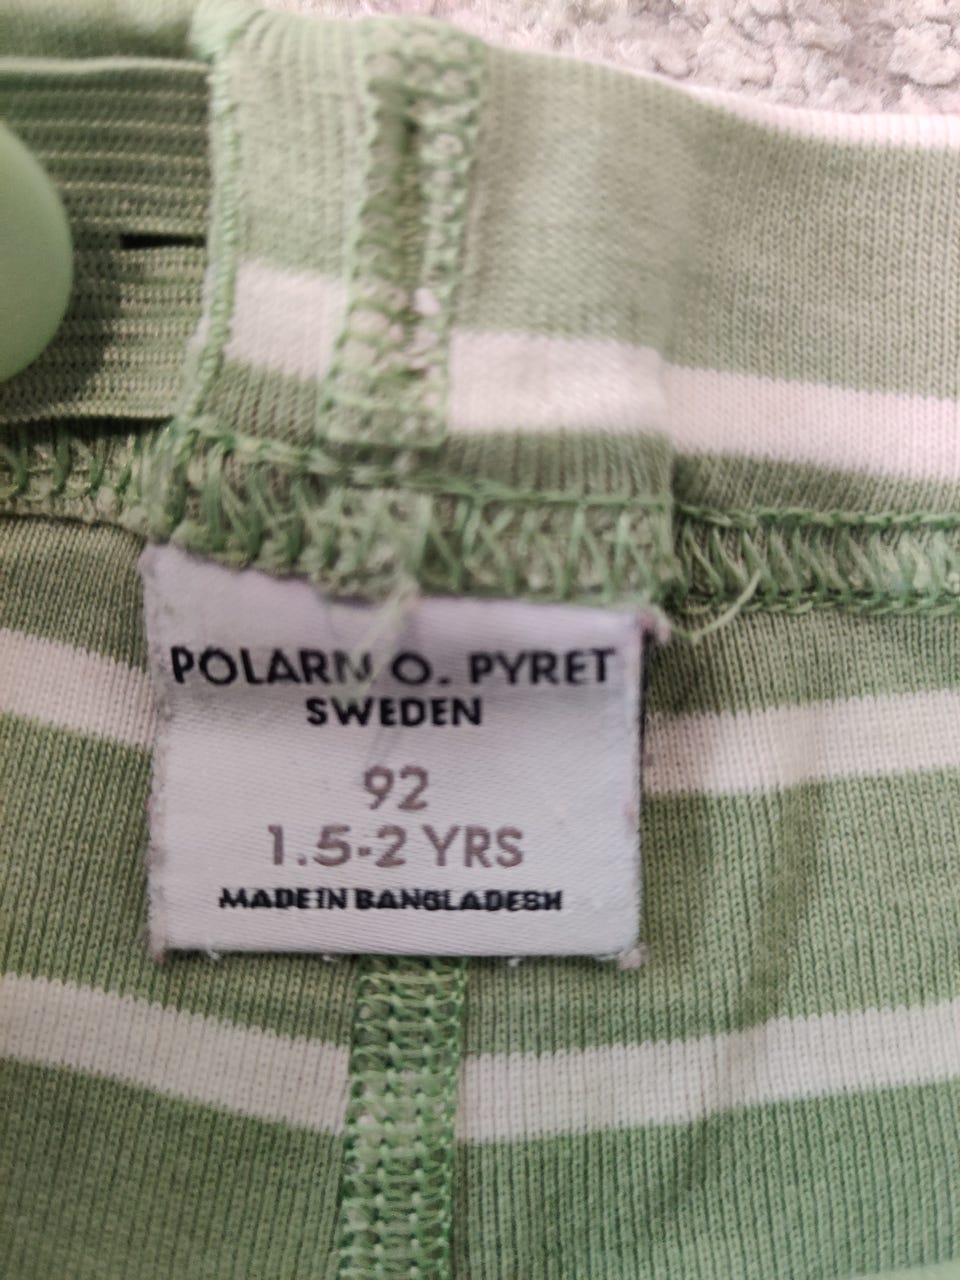 POLARN O. PYRET
SWEDEN
92
1.5-2 YRS
MADE IN BANGLADESH